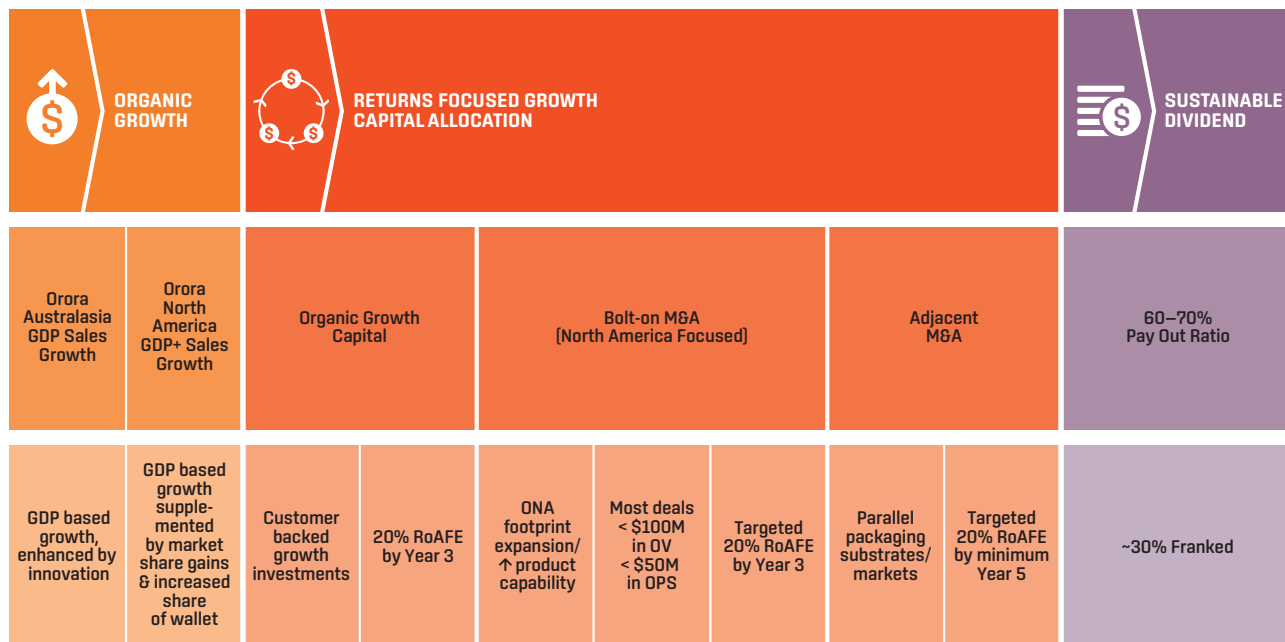 $
ORGANIC
GROWTH
$
$
$
RETURNS FOCUSED GROWTH
CAPITAL ALLOCATION
$
SUSTAINABLE
DIVIDEND
Orora
Australasia
GDP Sales
Growth
Orora
North
America
GDP+ Sales
Growth
Organic Growth
Capital
Bolt-on M&A
(North America Focused)
Adjacent
M&A
60–70%
Pay Out Ratio
GDP based
growth,
enhanced by
innovation
GDP based
growth
supple-
mented
by market
share gains
& increased
share
of wallet
Customer
backed
growth
investments
20% RoAFE
by Year 3
ONA
footprint
expansion/
↑ product
capability
Most deals
< $100M
in OV
< $50M
in OPS
Targeted
20% RoAFE
by Year 3
Parallel
packaging
substrates/
markets
Targeted
20% RoAFE
by minimum
Year 5
~30% Franked